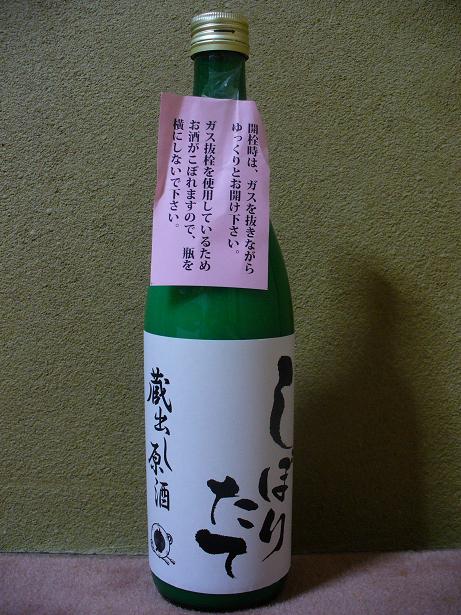 開栓時は、ガスを抜きながら
ゆっくりとお開け下さい。
ガス抜栓を使用しているため
お酒がこぼれますので、瓶を
横にしないで下さい。
しぼり
たて
蔵出し原酒